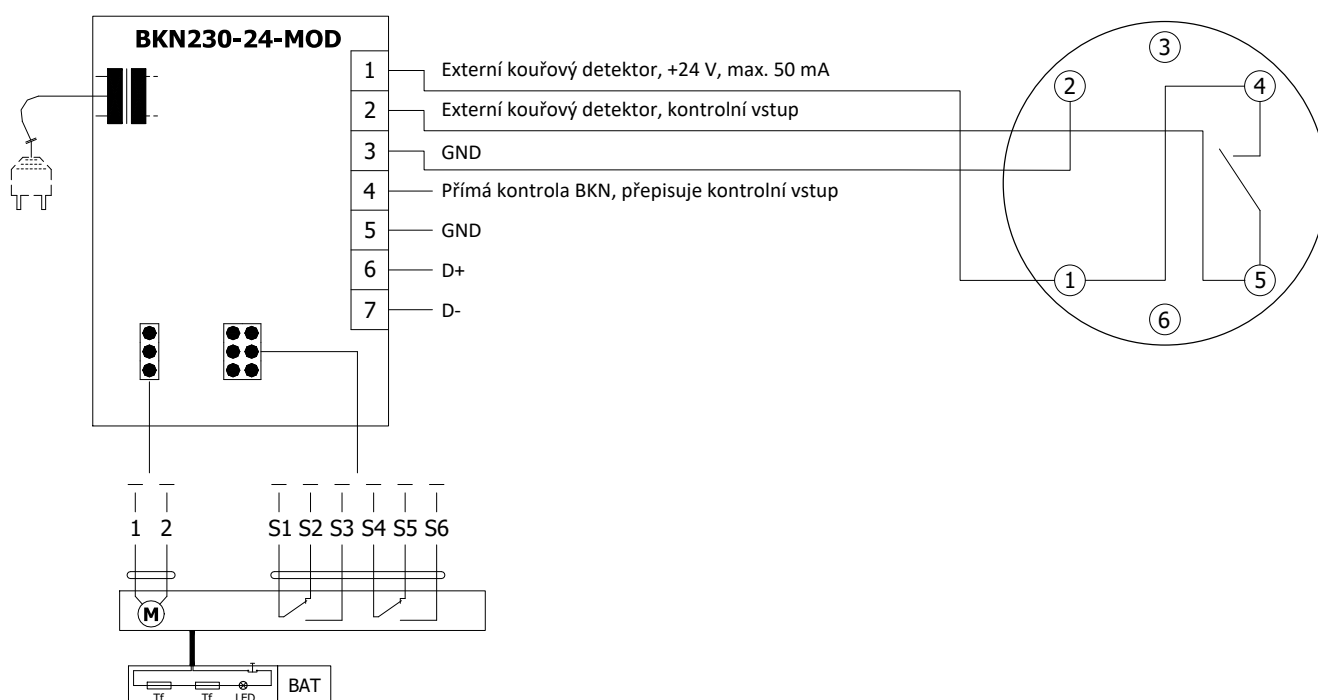 BKN230-24-MOD
1 Externí kouřový detektor, +24 V, max. 50 mA
2 Externí kouřový detektor, kontrolní vstup
3 GND
4 Přímá kontrola BKN, přepisuje kontrolní vstup
5 GND
6 D+
7 D-
3
2 4
1 5
6
1 2 S1 S2 S3 S4 S5 S6
M
BAT
Tf Tf LED